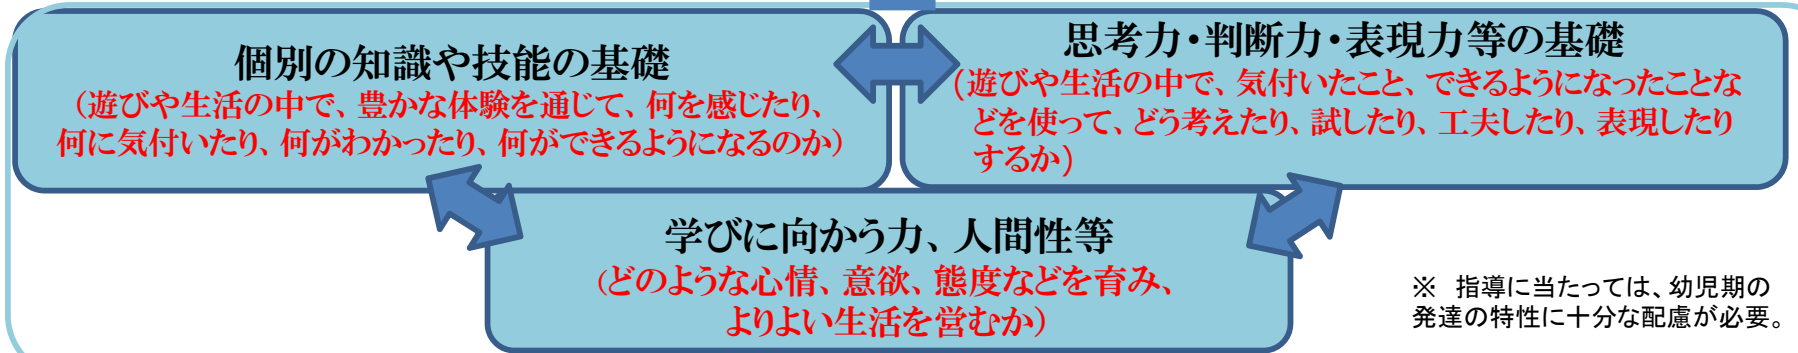 個別の知識や技能の基礎
(遊びや生活の中で、豊かな体験を通じて、何を感じたり、
何に気付いたり、何がわかったり、何ができるようになるのか)
思考力・判断力・表現力等の基礎
(遊びや生活の中で、気付いたこと、できるようになったことな
どを使って、どう考えたり、試したり、工夫したり、表現したり
するか)
学びに向かう力、人間性等
(どのような心情、意欲、態度などを育み、
よりよい生活を営むか)
※　指導に当たっては、幼児期の
発達の特性に十分な配慮が必要。